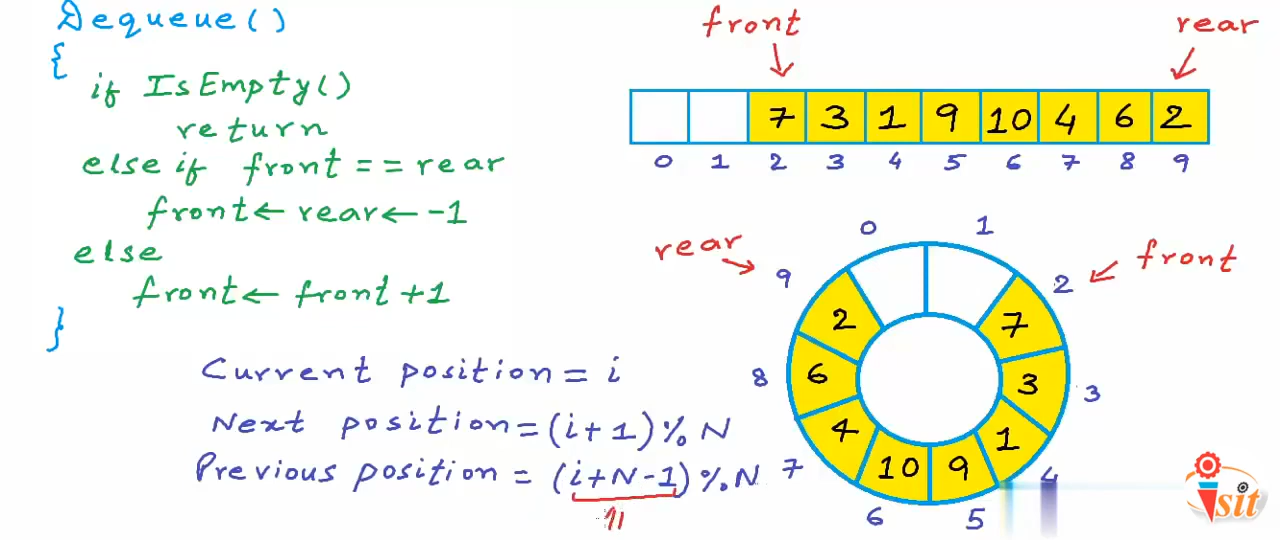 Dequeue()
{
if IsEmpty()
return
else if front == rear
front ← rear ← -1
else
front ← front + 1
}
Current position = i
Next position = (i + 1) % N
Previous position = (i + N - 1) % N
11
front
rear
7 3 1 9 10 4 6 2
0 1 2 3 4 5 6 7 8 9
rear
front
0
1
2
3
4
5
6
7
8
9
7
3
1
9
10
4
6
2
sit